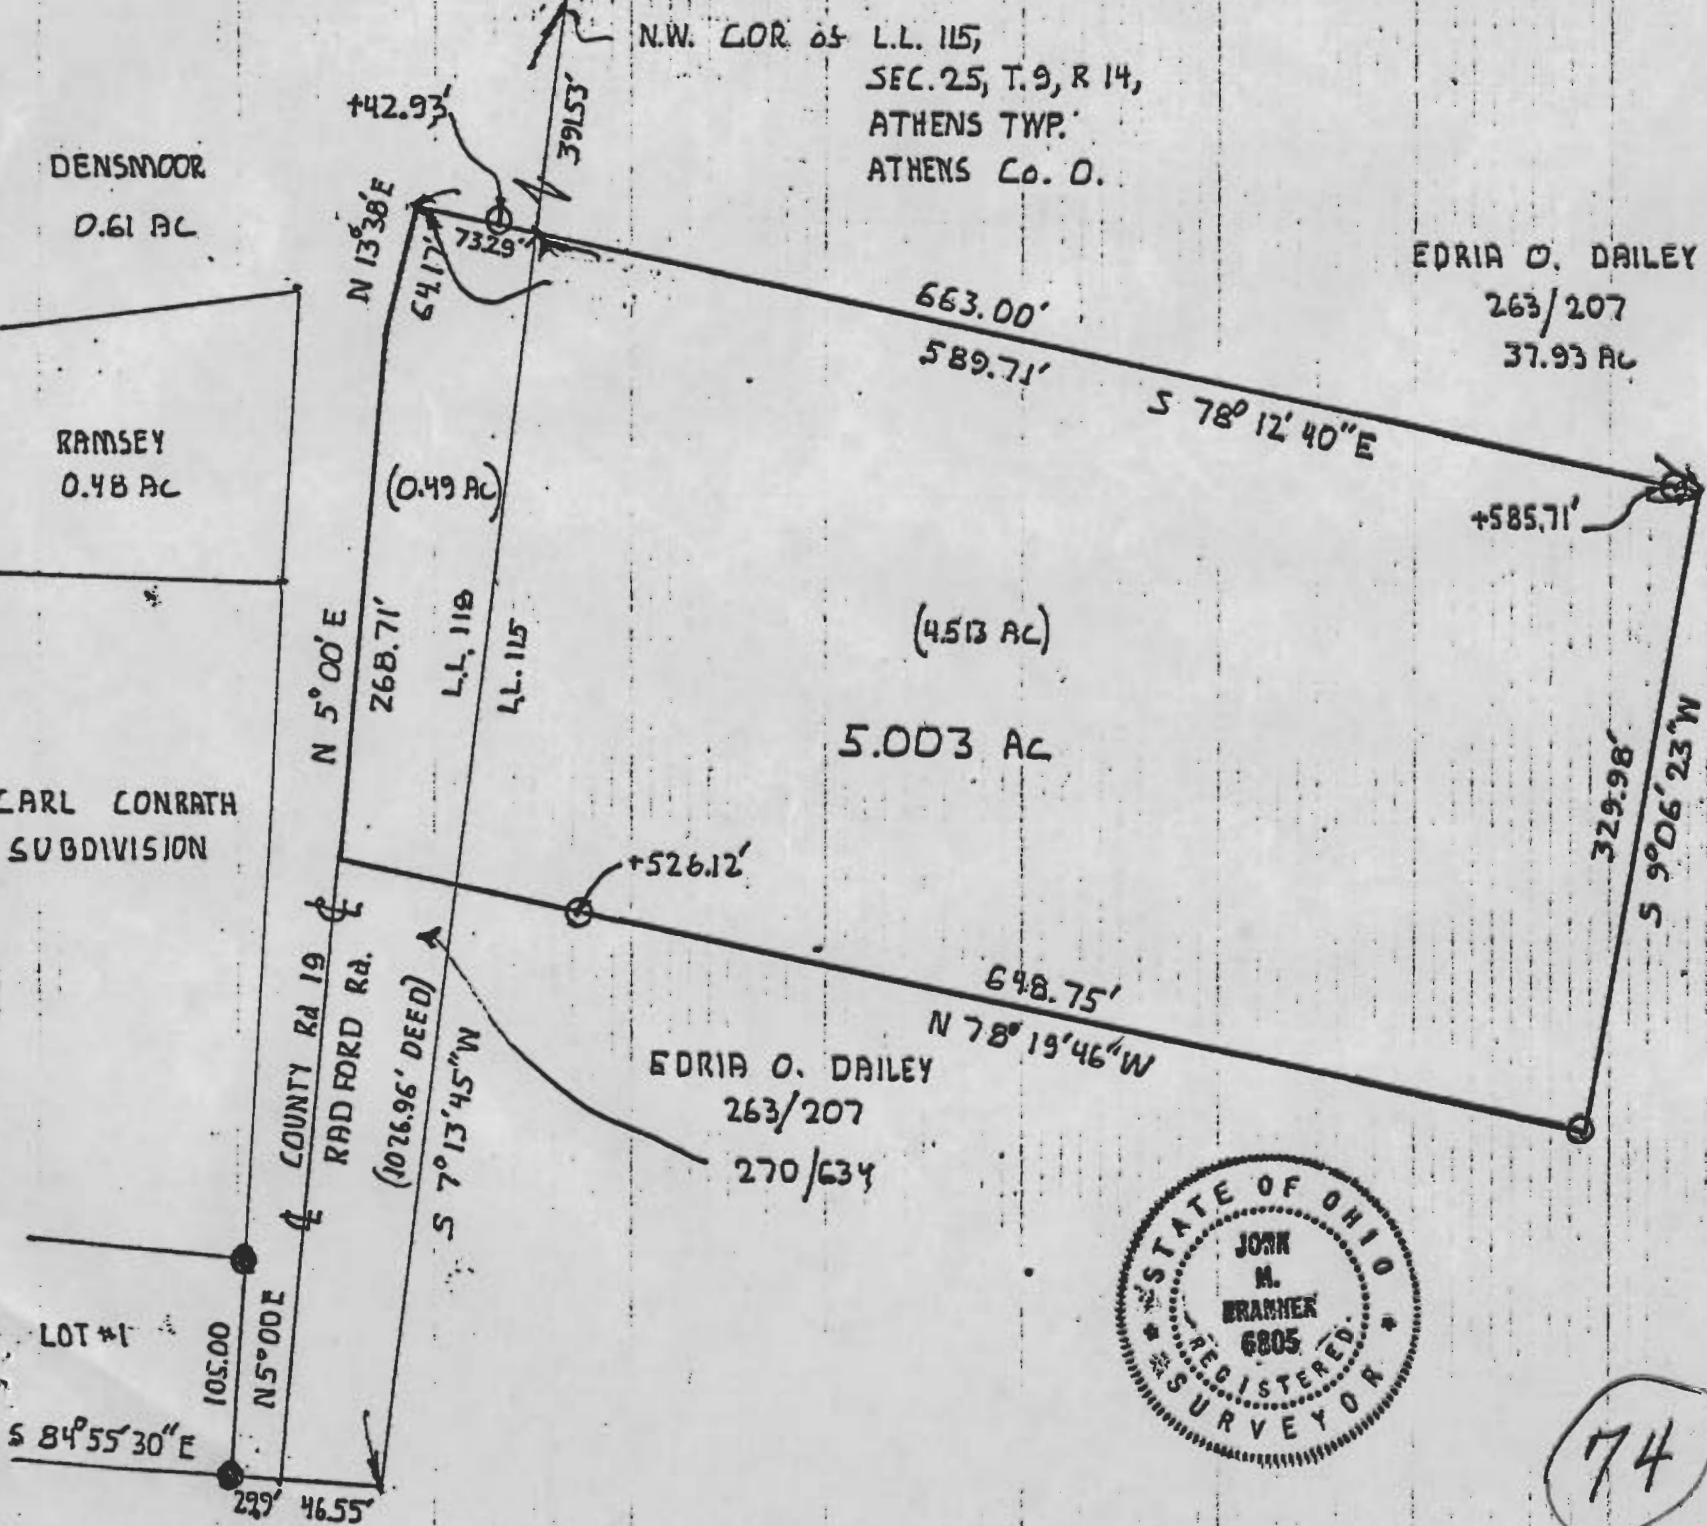 N.W. COR of L.L. 115,
SEC. 25, T. 9, R 14,
ATHENS TWP.
ATHENS Co. O.
+42.93'
391.53'
DENSMOOR
0.61 AC
N 13°38'E
64.17'
73.29'
663.00'
589.71'
S 78° 12' 40"E
EDRIA O. DAILEY
263/207
37.93 AC
+585.71'
RAMSEY
0.48 AC
(0.49 AC)
N 5°00' E
268.71'
L.L. 118
L.L. 115
(4.513 AC)
5.003 AC
329.98'
S 9°06'23"W
CARL CONRATH
SUBDIVISION
+526.12'
648.75'
N 78° 19'46"W
COUNTY Rd 19
RADFORD Rd.
(1026.96' DEED)
S 7° 13' 45"W
EDRIA O. DAILEY
263/207
270/634
LOT #1
105.00
N5°00E
S 84°55'30"E
29.9'
46.55'
STATE OF OHIO
JOHN
M.
BRANNER
6805
REGISTERED
SURVEYOR
74